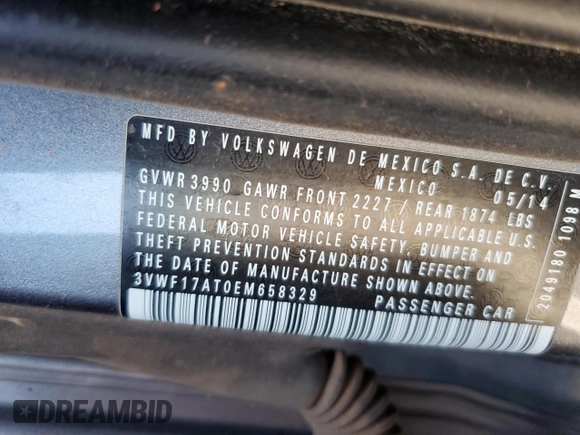 MFD BY VOLKSWAGEN DE MEXICO S.A. DE C.V.
MEXICO 05/14
GVWR 3990 GAWR FRONT 2227 / REAR 1874 LBS
THIS VEHICLE CONFORMS TO ALL APPLICABLE U.S.
FEDERAL MOTOR VEHICLE SAFETY, BUMPER AND
THEFT PREVENTION STANDARDS IN EFFECT ON
THE DATE OF MANUFACTURE SHOWN ABOVE.
3VWF17AT0EM658329 PASSENGER CAR
2049180 1098 M
DREAMBID